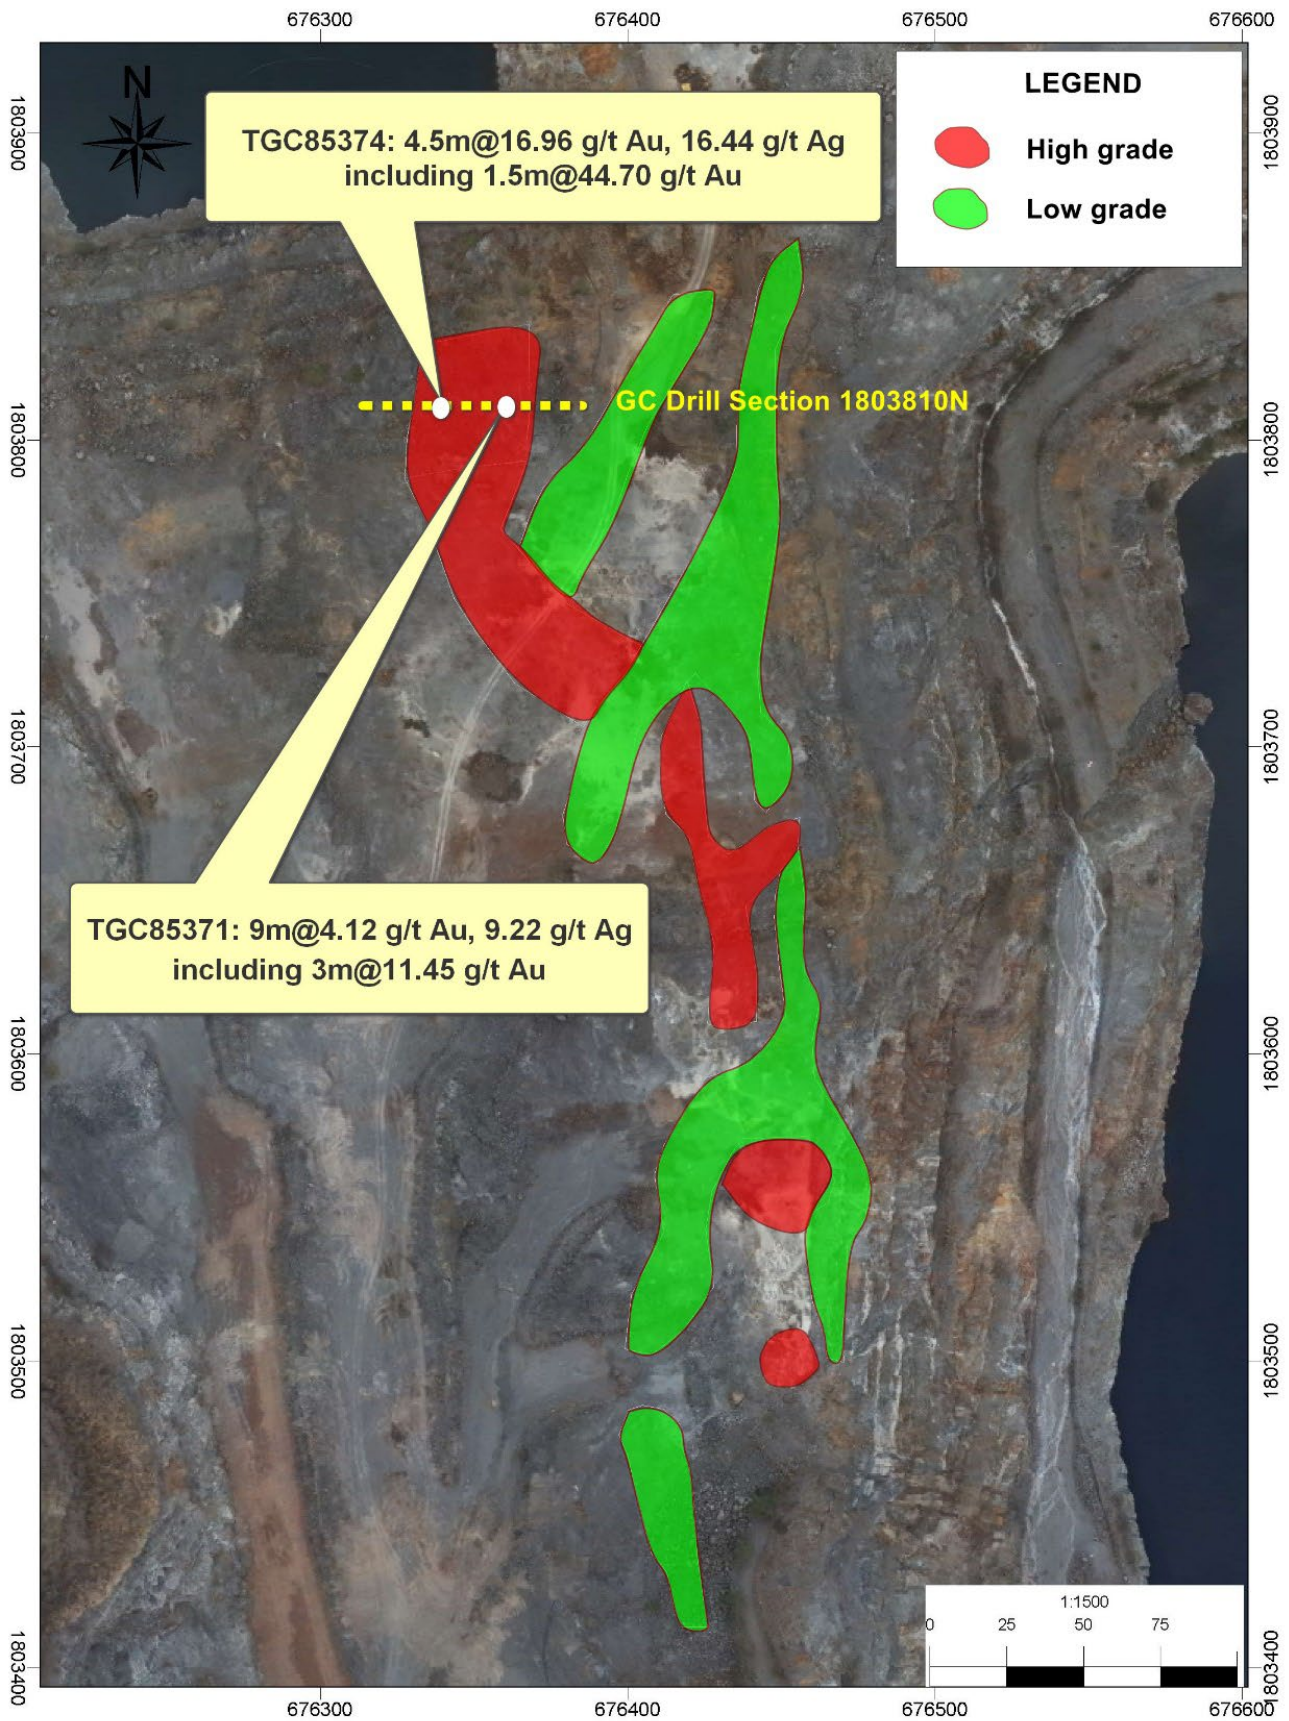 676300
676400
676500
676600
N
LEGEND
High grade
Low grade
TGC85374: 4.5m@16.96 g/t Au, 16.44 g/t Ag
including 1.5m@44.70 g/t Au
1803900
1803900
GC Drill Section 1803810N
1803800
1803800
1803700
1803700
TGC85371: 9m@4.12 g/t Au, 9.22 g/t Ag
including 3m@11.45 g/t Au
1803600
1803600
1803500
1803500
1:1500
0 25 50 75
1803400
1803400
676300
676400
676500
676600